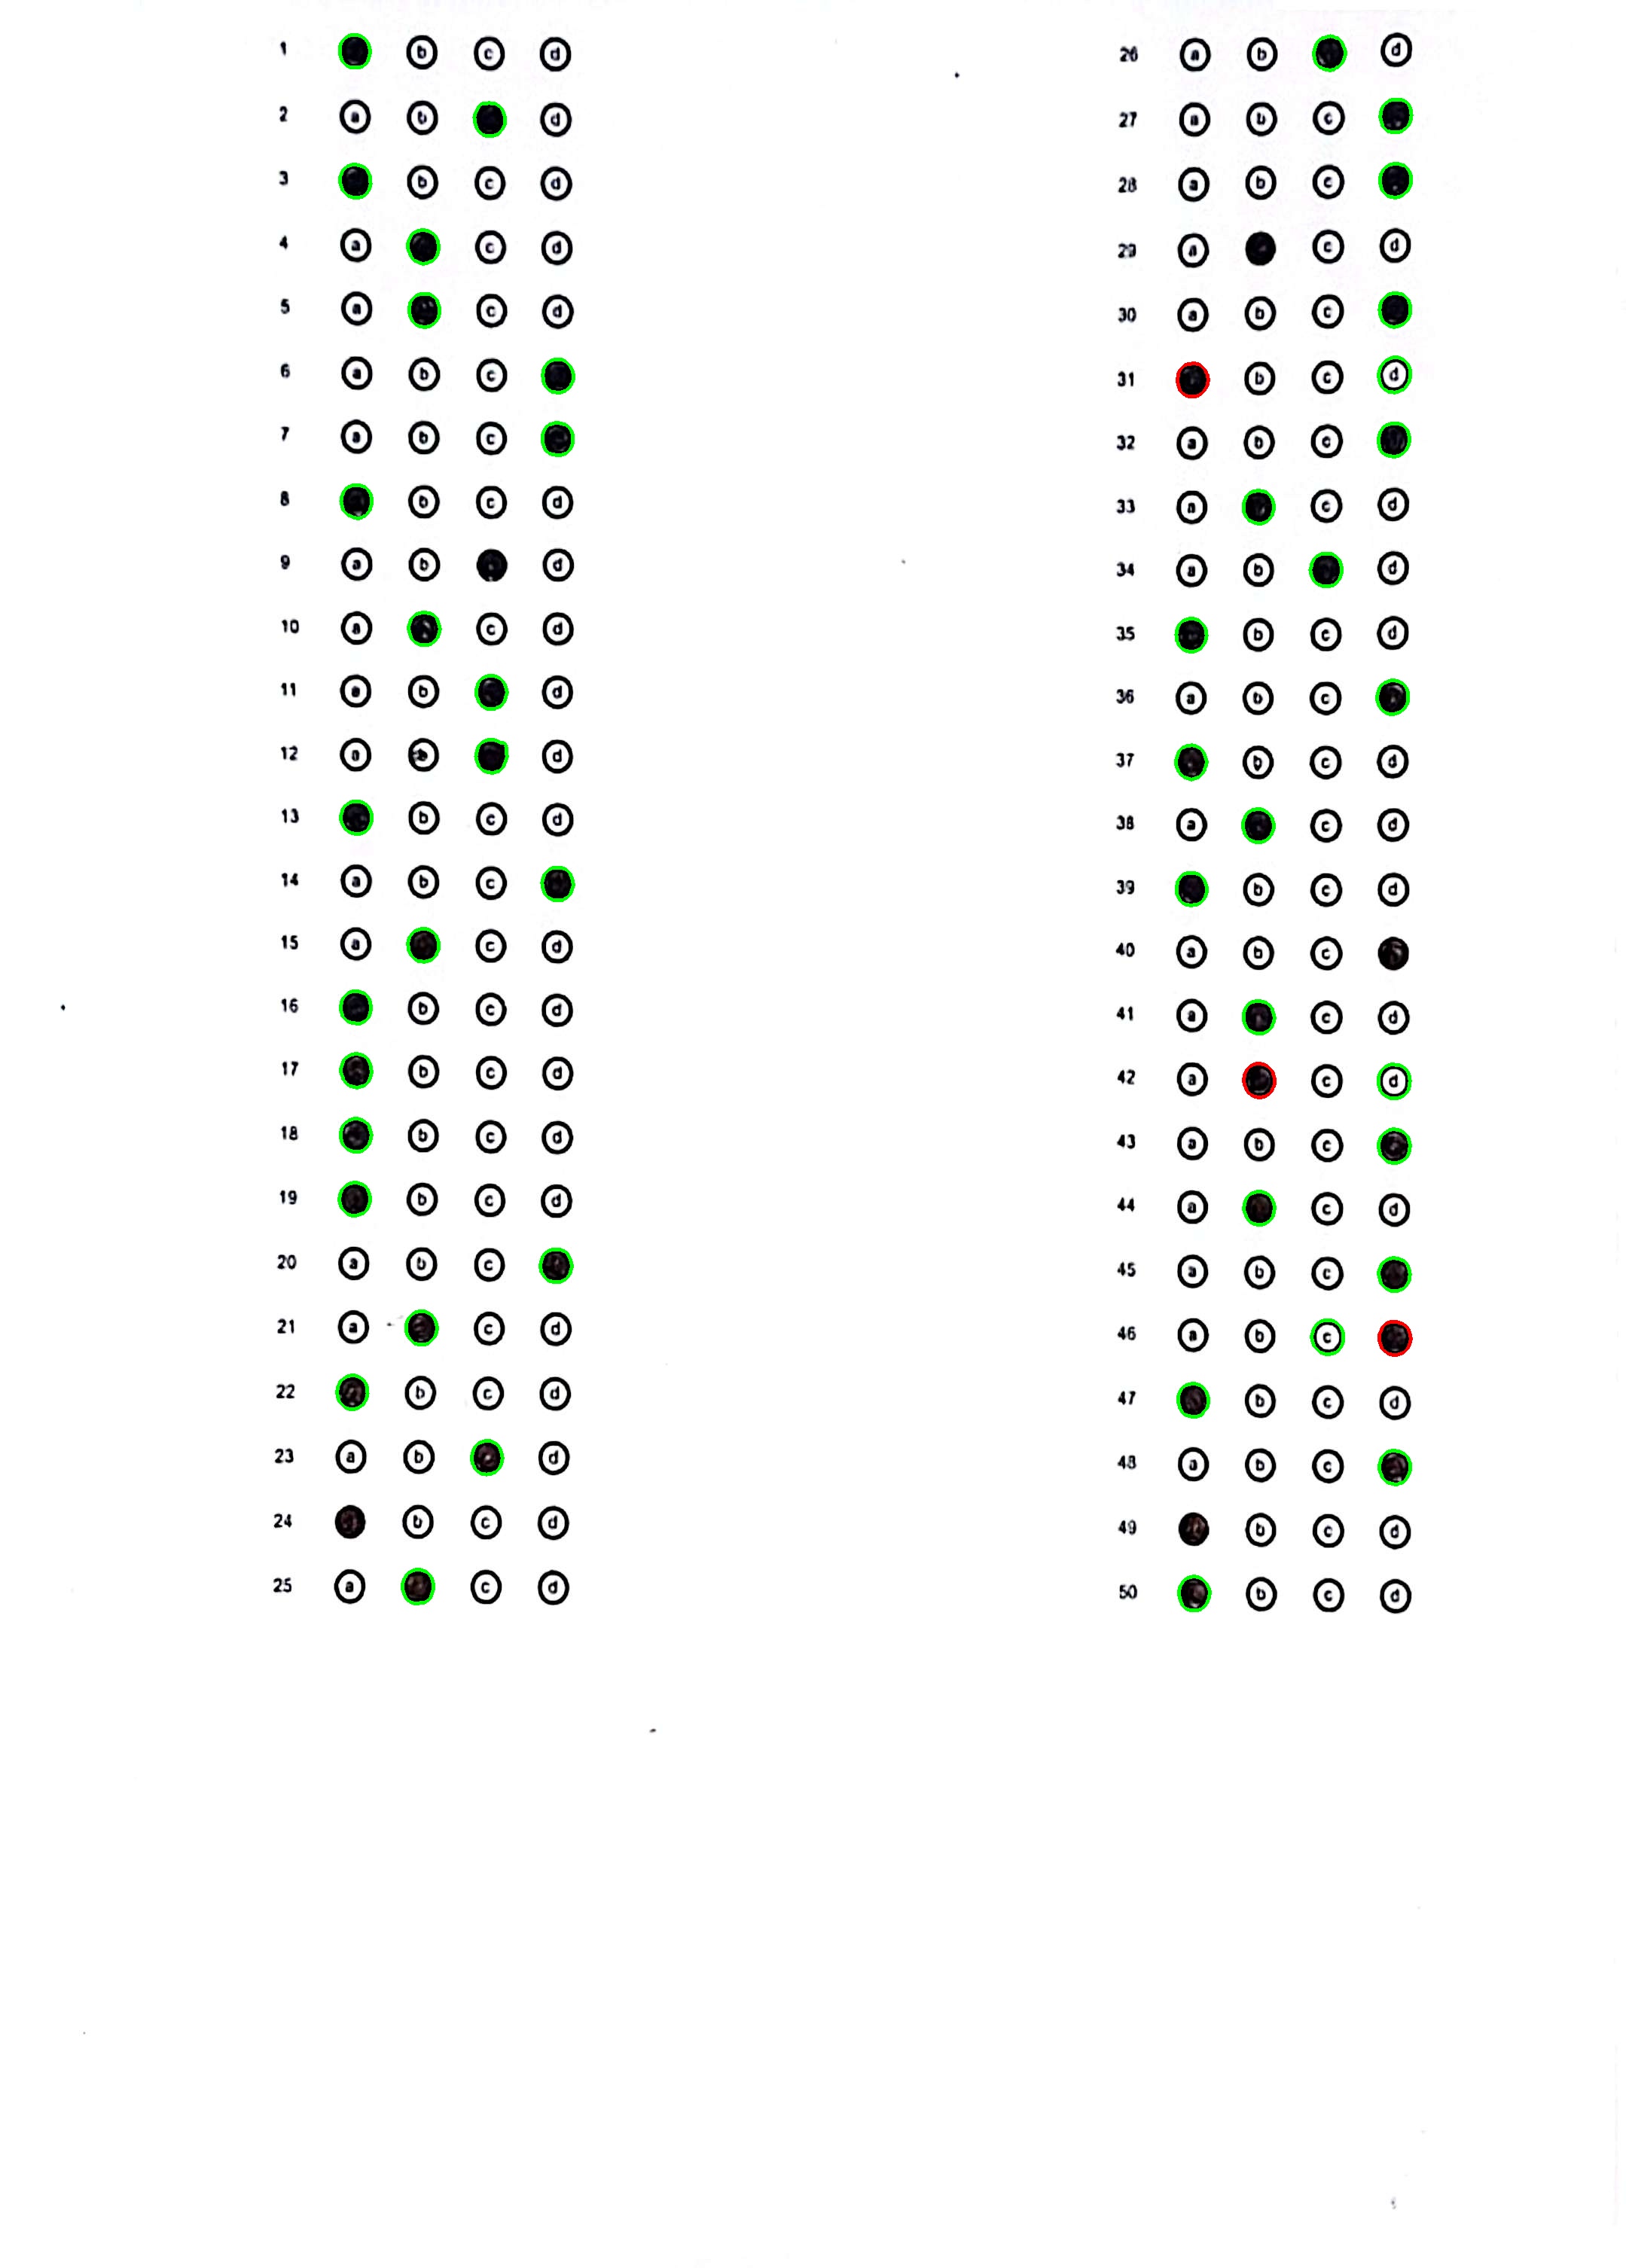 1 b c d
2 a b d
3 b c d
4 a c d
5 a c d
6 a b c
7 a b c
8 b c d
9 a b d
10 a c d
11 a b d
12 a b d
13 b c d
14 a b c
15 a c d
16 b c d
17 b c d
18 b c d
19 b c d
20 a b c
21 a c d
22 b c d
23 a b d
24 b c d
25 a c d
26 a b d
27 a b c
28 a b c
29 a c d
30 a b c
31 b c d
32 a b c
33 a c d
34 a b d
35 b c d
36 a b c
37 b c d
38 a c d
39 b c d
40 a b c
41 a c d
42 a c d
43 a b c
44 a c d
45 a b c
46 a b c
47 b c d
48 a b c
49 b c d
50 b c d